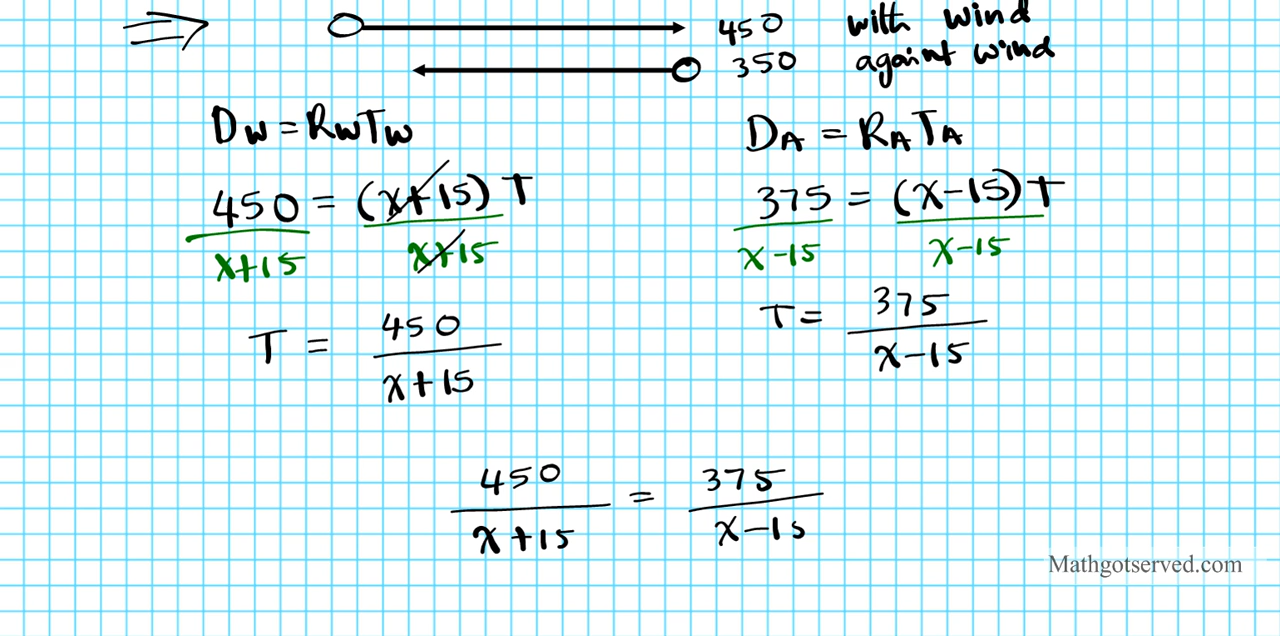 450 with wind
350 against wind
Dw = RwTw
DA = RATA
450 = (x+15) T
x+15 x+15
375 = (x-15) T
x-15 x-15
T = 450
x+15
T = 375
x-15
450 = 375
x+15 x-15
Mathgotserved.com